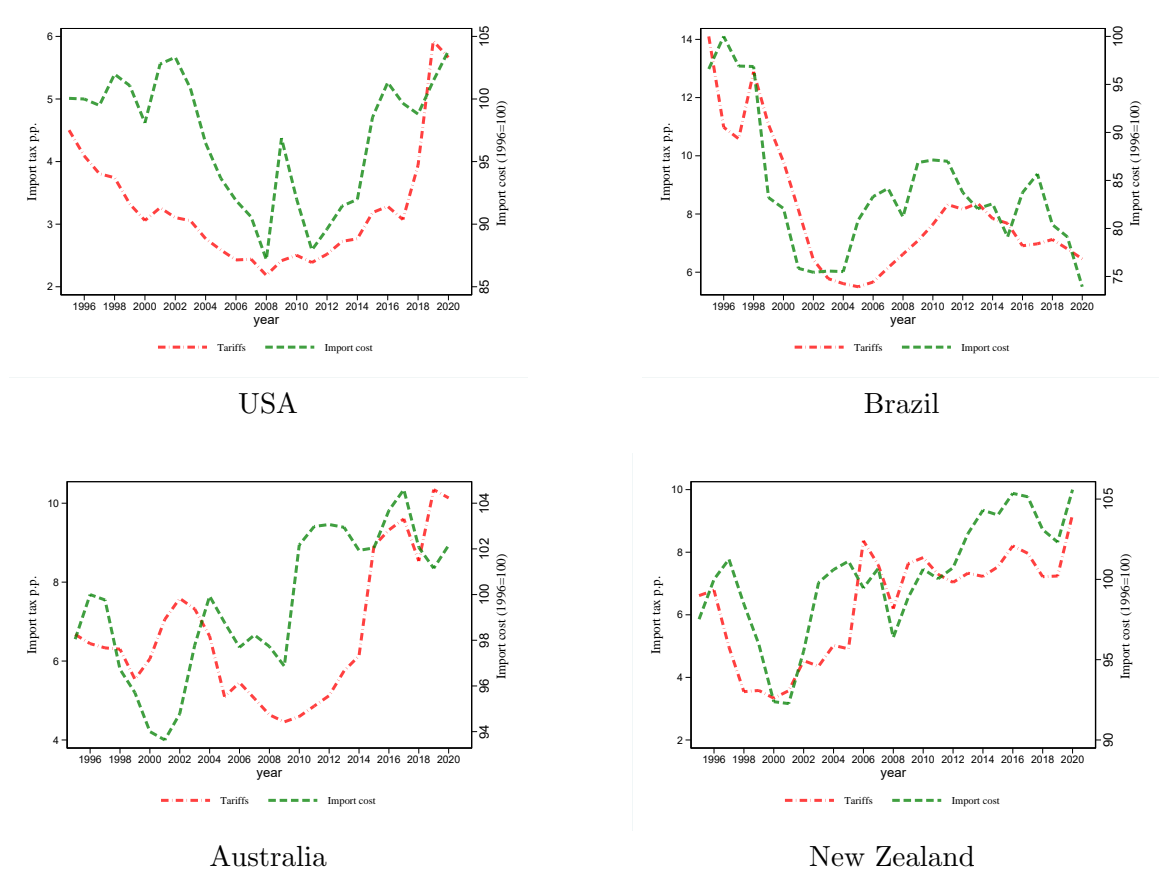 Import tax p.p.
6
5
4
3
2
105
100
95
90
85
Import cost (1996=100)
1996 1998 2000 2002 2004 2006 2008 2010 2012 2014 2016 2018 2020
year
Tariffs Import cost
USA
Import tax p.p.
14
12
10
8
6
100
95
90
85
80
75
Import cost (1996=100)
1996 1998 2000 2002 2004 2006 2008 2010 2012 2014 2016 2018 2020
year
Tariffs Import cost
Brazil
Import tax p.p.
10
8
6
4
104
102
100
98
96
94
Import cost (1996=100)
1996 1998 2000 2002 2004 2006 2008 2010 2012 2014 2016 2018 2020
year
Tariffs Import cost
Australia
Import tax p.p.
10
8
6
4
2
105
100
95
90
Import cost (1996=100)
1996 1998 2000 2002 2004 2006 2008 2010 2012 2014 2016 2018 2020
year
Tariffs Import cost
New Zealand